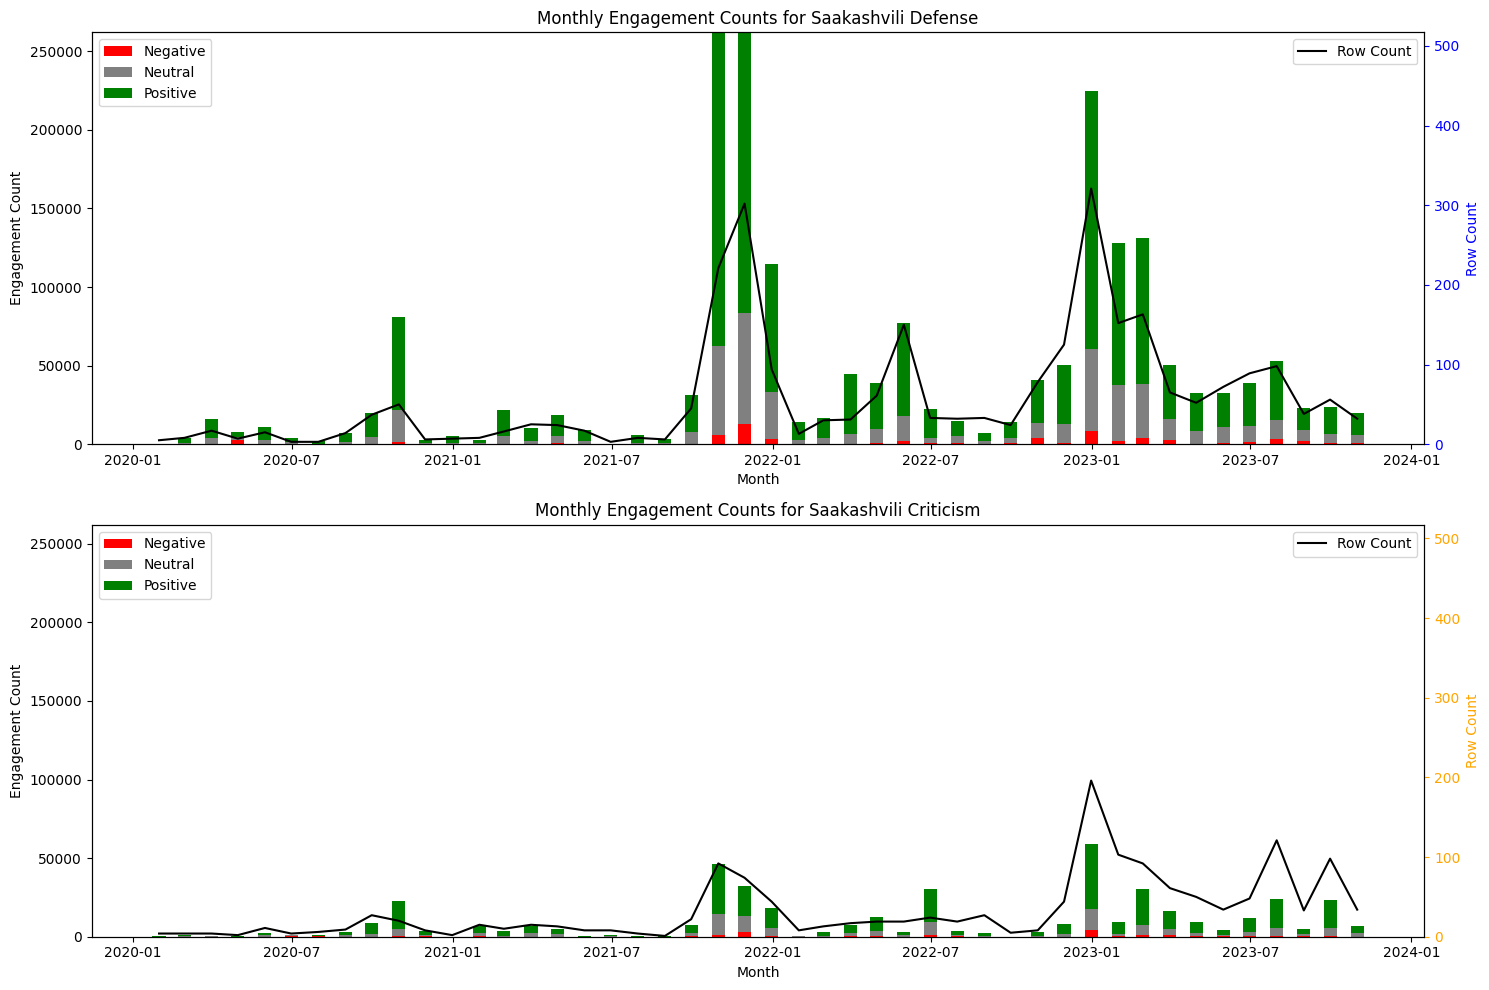 Monthly Engagement Counts for Saakashvili Defense
Negative
Neutral
Positive
Row Count
250000
200000
150000
100000
50000
0
Engagement Count
500
400
300
200
100
0
Row Count
2020-01 2020-07 2021-01 2021-07 2022-01 2022-07 2023-01 2023-07 2024-01
Month
Monthly Engagement Counts for Saakashvili Criticism
Negative
Neutral
Positive
Row Count
250000
200000
150000
100000
50000
0
Engagement Count
500
400
300
200
100
0
Row Count
2020-01 2020-07 2021-01 2021-07 2022-01 2022-07 2023-01 2023-07 2024-01
Month